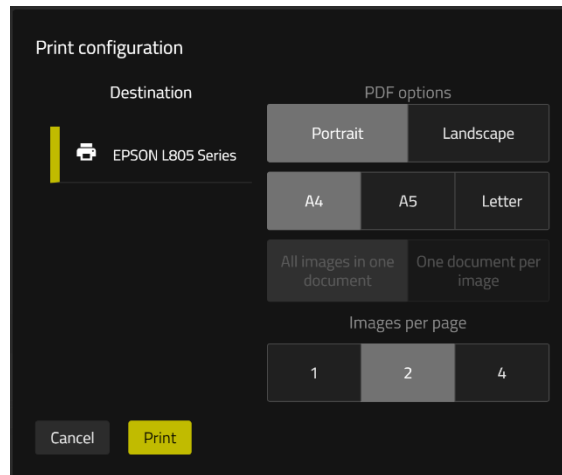 Print configuration
Destination
EPSON L805 Series
PDF options
Portrait
Landscape
A4
A5
Letter
All images in one
document
One document per
image
Images per page
1
2
4
Cancel
Print